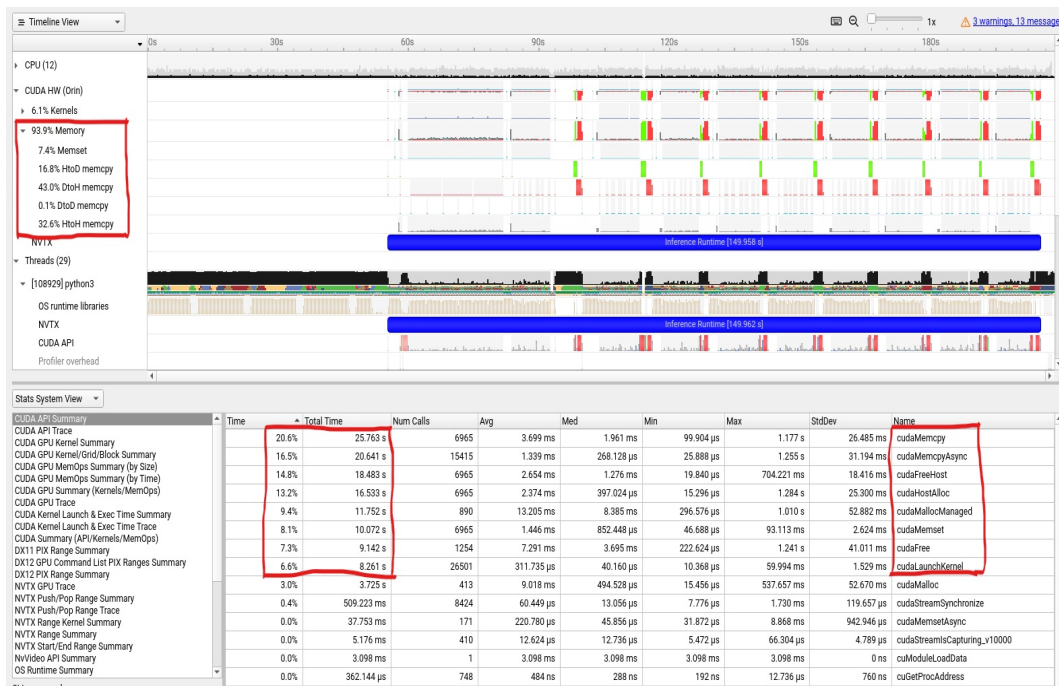 Timeline View
1x
3 warnings, 13 message
0s 30s 60s 90s 120s 150s 180s
CPU (12)
CUDA HW (Orin)
6.1% Kernels
93.9% Memory
7.4% Memset
16.8% HtoD memcpy
43.0% DtoH memcpy
0.1% DtoD memcpy
32.6% HtoH memcpy
NVTX
Inference Runtime [149.958 s]
Threads (29)
[108929] python3
OS runtime libraries
NVTX
Inference Runtime [149.962 s]
CUDA API
Profiler overhead
Stats System View
CUDA API Summary
CUDA API Trace
CUDA GPU Kernel Summary
CUDA GPU Kernel/Grid/Block Summary
CUDA GPU MemOps Summary (by Size)
CUDA GPU MemOps Summary (by Time)
CUDA GPU Summary (Kernels/MemOps)
CUDA GPU Trace
CUDA Kernel Launch & Exec Time Summary
CUDA Kernel Launch & Exec Time Trace
CUDA Summary (API/Kernels/MemOps)
DX11 PIX Range Summary
DX12 GPU Command List PIX Ranges Summary
DX12 PIX Range Summary
NVTX GPU Trace
NVTX Push/Pop Range Summary
NVTX Push/Pop Range Trace
NVTX Range Kernel Summary
NVTX Range Summary
NVTX Start/End Range Summary
NvVideo API Summary
OS Runtime Summary
Time Total Time Num Calls Avg Med Min Max StdDev Name
20.6% 25.763 s 6965 3.699 ms 1.961 ms 99.904 μs 1.177 s 26.485 ms cudaMemcpy
16.5% 20.641 s 15415 1.339 ms 268.128 μs 25.888 μs 1.255 s 31.194 ms cudaMemcpyAsync
14.8% 18.483 s 6965 2.654 ms 1.276 ms 19.840 μs 704.221 ms 18.416 ms cudaFreeHost
13.2% 16.533 s 6965 2.374 ms 397.024 μs 15.296 μs 1.284 s 25.300 ms cudaHostAlloc
9.4% 11.752 s 890 13.205 ms 8.385 ms 296.576 μs 1.010 s 52.882 ms cudaMallocManaged
8.1% 10.072 s 6965 1.446 ms 852.448 μs 46.688 μs 93.113 ms 2.624 ms cudaMemset
7.3% 9.142 s 1254 7.291 ms 3.695 ms 222.624 μs 1.241 s 41.011 ms cudaFree
6.6% 8.261 s 26501 311.735 μs 40.160 μs 10.368 μs 59.994 ms 1.529 ms cudaLaunchKernel
3.0% 3.725 s 413 9.018 ms 494.528 μs 15.456 μs 537.657 ms 52.670 ms cudaMalloc
0.4% 509.223 ms 8424 60.449 μs 13.056 μs 7.776 μs 1.730 ms 119.657 μs cudaStreamSynchronize
0.0% 37.753 ms 171 220.780 μs 45.856 μs 31.872 μs 8.868 ms 942.946 μs cudaMemsetAsync
0.0% 5.176 ms 410 12.624 μs 12.736 μs 5.472 μs 66.304 μs 4.789 μs cudaStreamIsCapturing_v10000
0.0% 3.098 ms 1 3.098 ms 3.098 ms 3.098 ms 3.098 ms 0 ns cuModuleLoadData
0.0% 362.144 μs 748 484 ns 288 ns 192 ns 12.736 μs 760 ns cuGetProcAddress